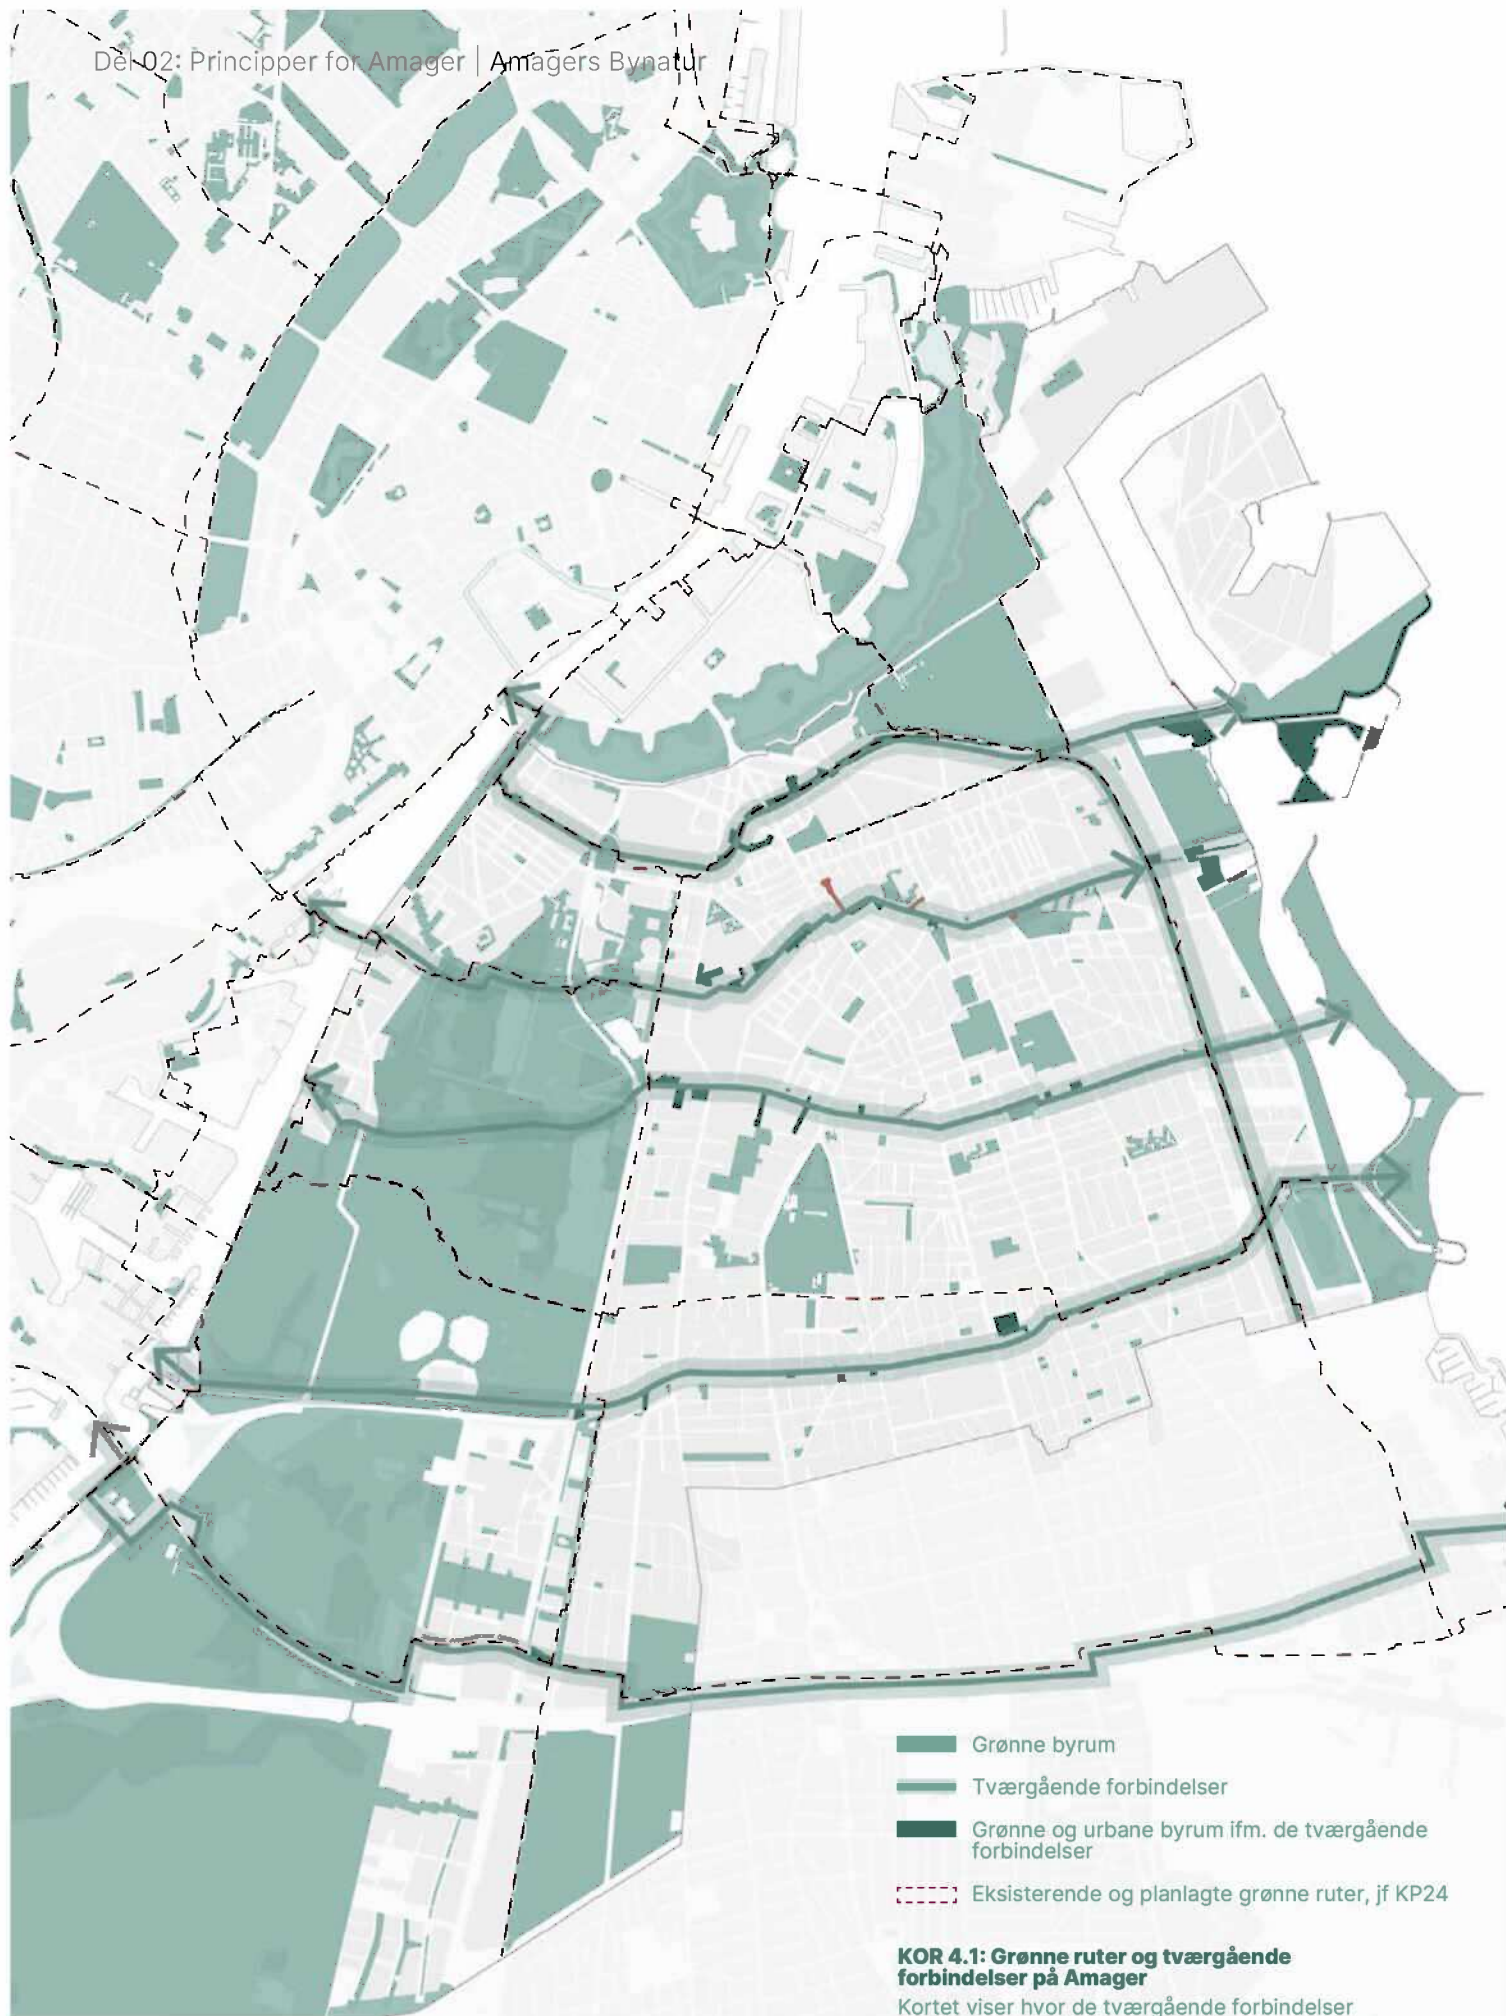 Del 02: Principper for Amager | Amagers Bynatur
Grønne byrum
Tværgående forbindelser
Grønne og urbane byrum ifm. de tværgående
forbindelser
Eksisterende og planlagte grønne ruter, jf KP24
KOR 4.1: Grønne ruter og tværgående
forbindelser på Amager
Kortet viser hvor de tværgående forbindelser